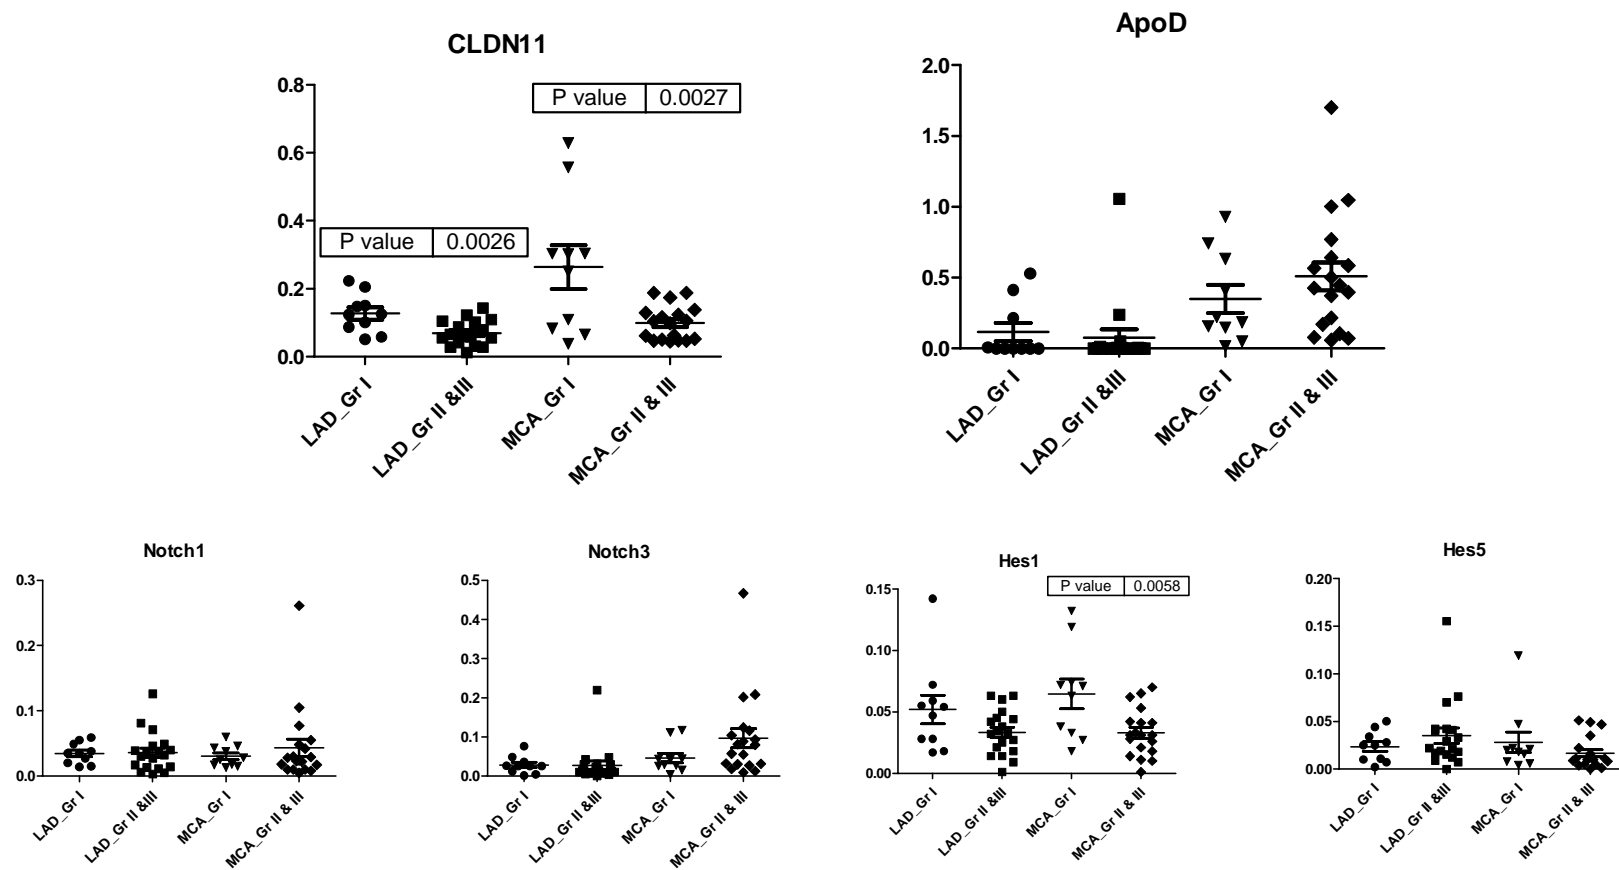 CLDN11
0.8
0.6
0.4
0.2
0.0
P value 0.0027
P value 0.0026
LAD_Gr I
LAD_Gr II &III
MCA_Gr I
MCA_Gr II & III
ApoD
2.0
1.5
1.0
0.5
0.0
LAD_Gr I
LAD_Gr II &III
MCA_Gr I
MCA_Gr II & III
Notch1
0.3
0.2
0.1
0.0
LAD_Gr I
LAD_Gr II &III
MCA_Gr I
MCA_Gr II & III
Notch3
0.5
0.4
0.3
0.2
0.1
0.0
LAD_Gr I
LAD_Gr II &III
MCA_Gr I
MCA_Gr II & III
Hes1
P value 0.0058
0.15
0.10
0.05
0.00
LAD_Gr I
LAD_Gr II &III
MCA_Gr I
MCA_Gr II & III
Hes5
0.20
0.15
0.10
0.05
0.00
LAD_Gr I
LAD_Gr II &III
MCA_Gr I
MCA_Gr II & III